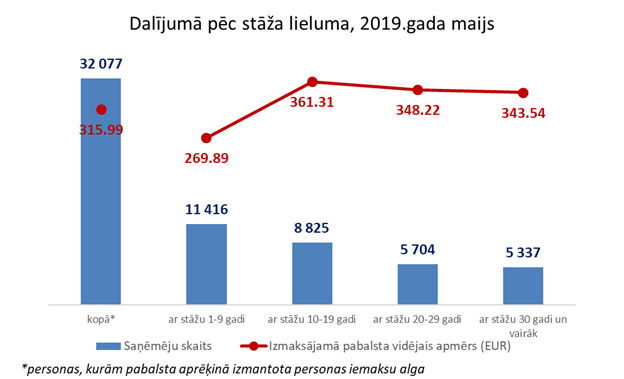 Dalījumā pēc stāža lieluma, 2019.gada maijs
32 077
315.99
269.89
361.31
348.22
343.54
11 416
8 825
5 704
5 337
kopā*
ar stāžu 1-9 gadi
ar stāžu 10-19 gadi
ar stāžu 20-29 gadi
ar stāžu 30 gadi un
vairāk
Saņēmēju skaits
Izmaksājamā pabalsta vidējais apmērs (EUR)
*personas, kurām pabalsta aprēķinā izmantota personas iemaksu alga